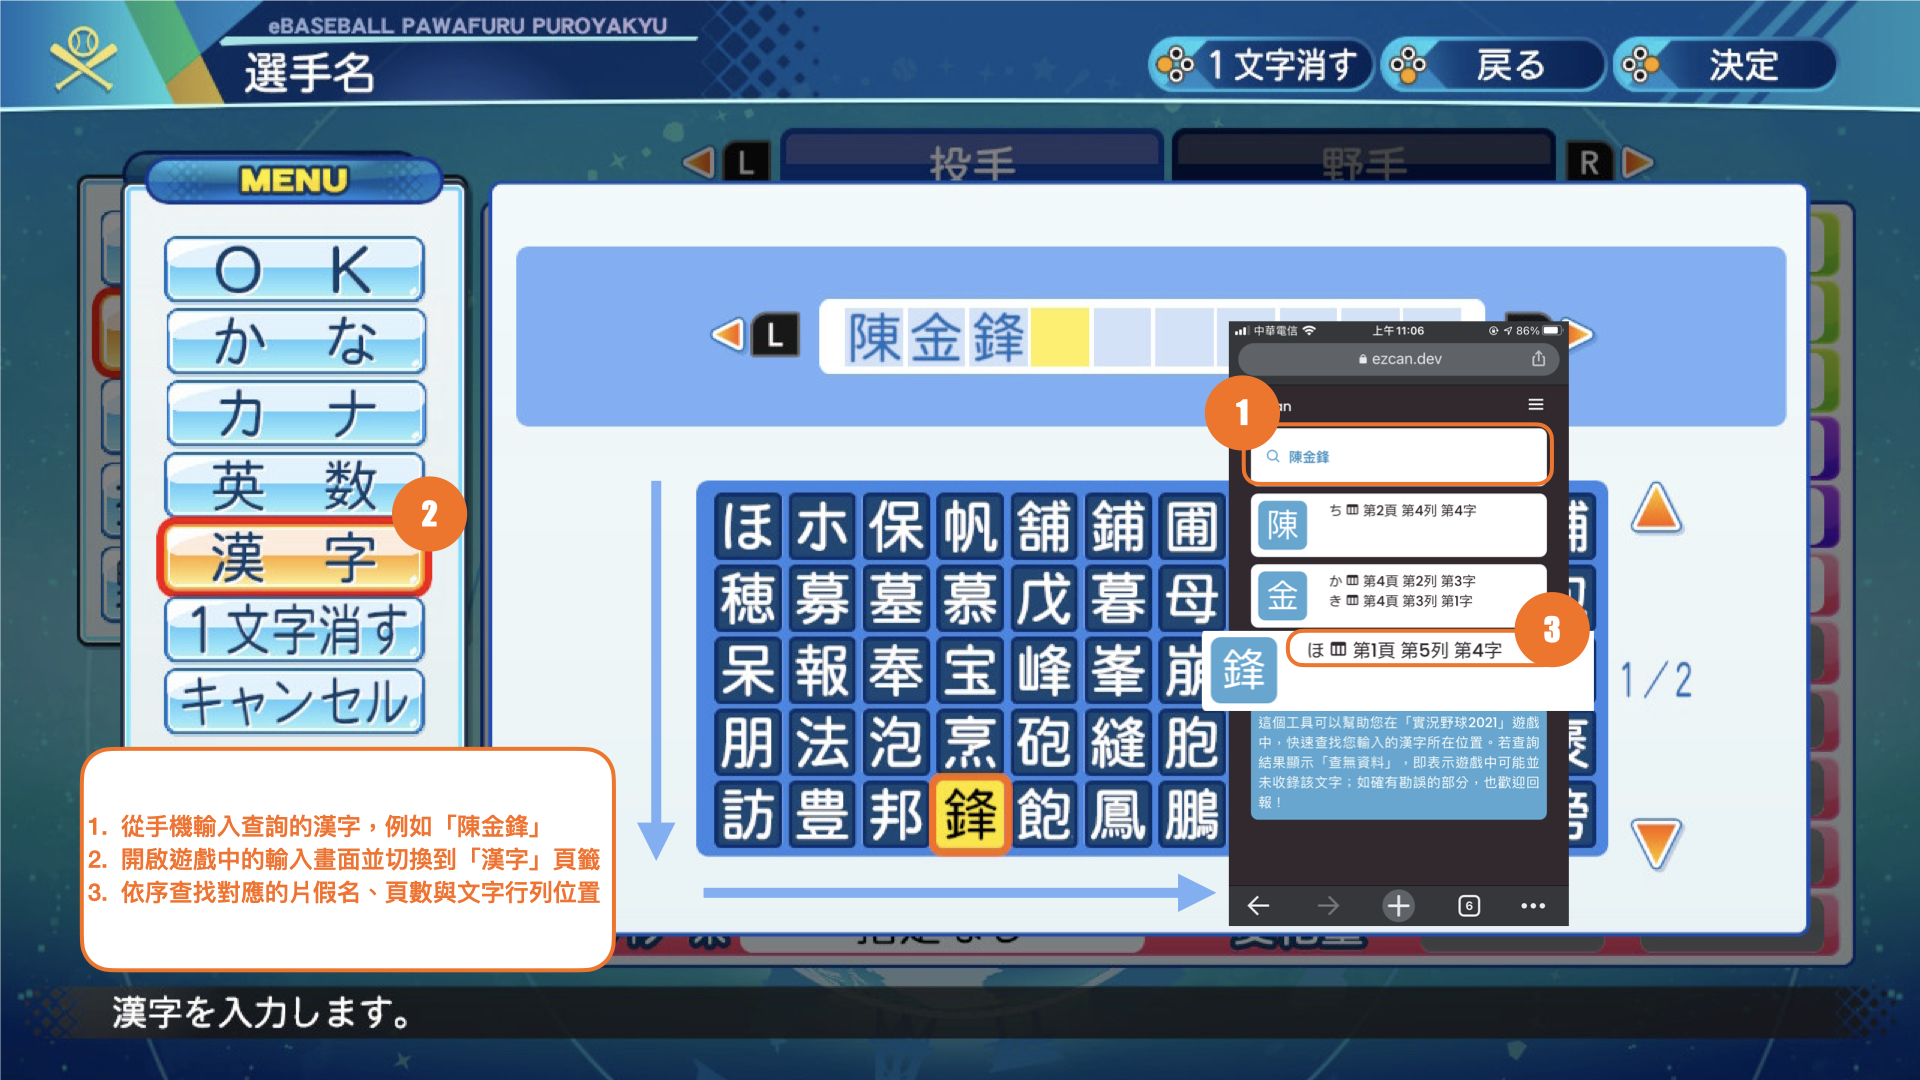 eBASEBALL PAWAFURU PUROYAKYU
選手名
1文字消す
戻る
決定
L
投手
野手
R
MENU
OK
かな
カナ
英数
漢字
1文字消す
キャンセル
2
L
陳金鋒
ほホ保帆舗鋪圃
穂募墓慕戊暮母
呆報奉宝峰峯崩
朋法泡烹砲縫胞
訪豊邦鋒飽鳳鵬
1/2
中華電信
上午11:06
86%
ezcan.dev
1
陳金鋒
陳
ち 第2頁 第4列 第4字
金
か 第4頁 第2列 第3字
き 第4頁 第3列 第1字
3
鋒
ほ 第1頁 第5列 第4字
這個工具可以幫助您在「實況野球2021」遊戲
中，快速查找您輸入的漢字所在位置。若查詢
結果顯示「查無資料」，即表示遊戲中可能並
未收錄該文字；如確有勘誤的部分，也歡迎回
報！
6
1. 從手機輸入查詢的漢字，例如「陳金鋒」
2. 開啟遊戲中的輸入畫面並切換到「漢字」頁籤
3. 依序查找對應的片假名、頁數與文字行列位置
漢字を入力します。